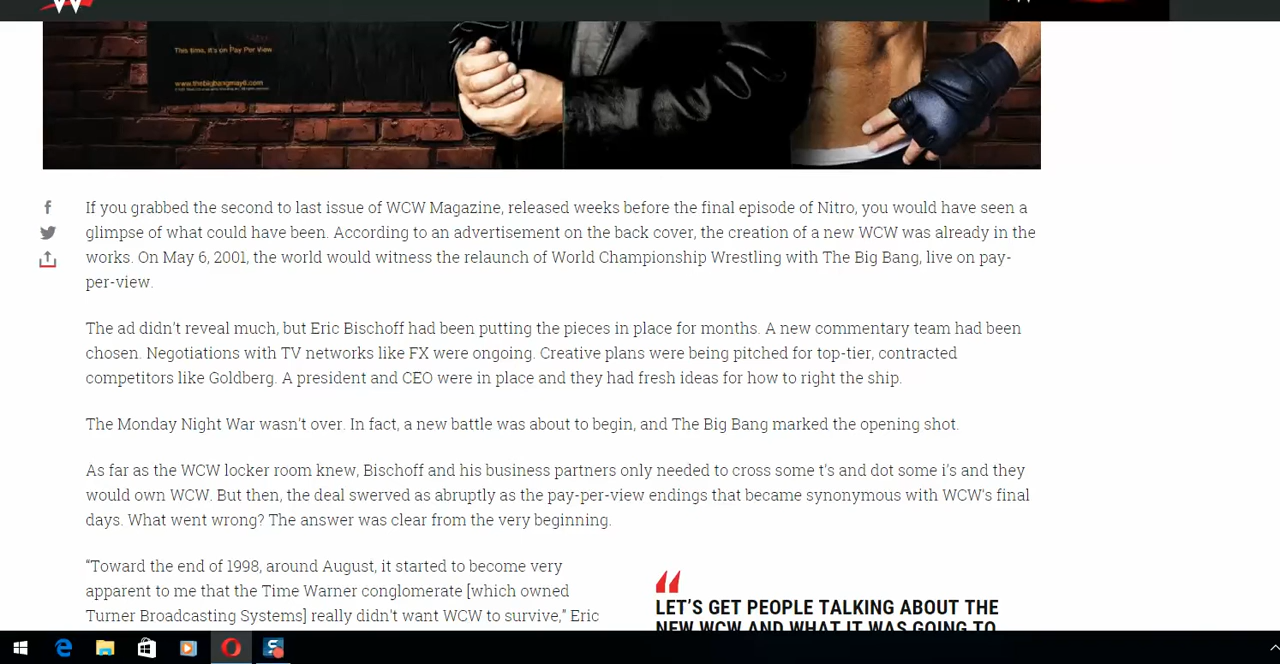 This time, it's on Pay Per View
www.thebigbangmay6.com
If you grabbed the second to last issue of WCW Magazine, released weeks before the final episode of Nitro, you would have seen a
glimpse of what could have been. According to an advertisement on the back cover, the creation of a new WCW was already in the
works. On May 6, 2001, the world would witness the relaunch of World Championship Wrestling with The Big Bang, live on pay-
per-view.
The ad didn't reveal much, but Eric Bischoff had been putting the pieces in place for months. A new commentary team had been
chosen. Negotiations with TV networks like FX were ongoing. Creative plans were being pitched for top-tier, contracted
competitors like Goldberg. A president and CEO were in place and they had fresh ideas for how to right the ship.
The Monday Night War wasn't over. In fact, a new battle was about to begin, and The Big Bang marked the opening shot.
As far as the WCW locker room knew, Bischoff and his business partners only needed to cross some t's and dot some i's and they
would own WCW. But then, the deal swerved as abruptly as the pay-per-view endings that became synonymous with WCW's final
days. What went wrong? The answer was clear from the very beginning.
“Toward the end of 1998, around August, it started to become very
apparent to me that the Time Warner conglomerate [which owned
Turner Broadcasting Systems] really didn't want WCW to survive,” Eric
LET'S GET PEOPLE TALKING ABOUT THE
NEW WCW AND WHAT IT WAS GOING TO